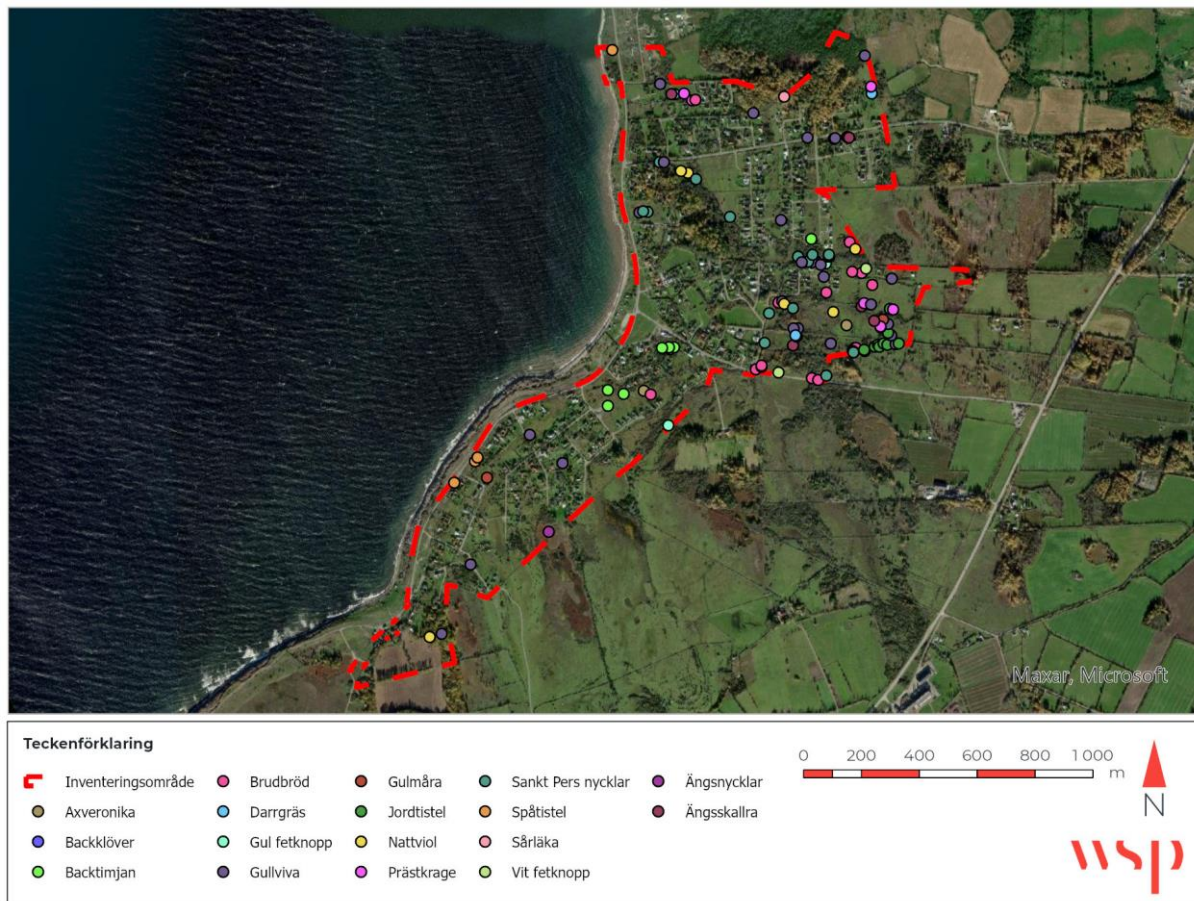 Maxar, Microsoft
Teckenförklaring
Inventeringsområde
Axveronika
Backklöver
Backtimjan
Brudbröd
Darrgräs
Gul fetknopp
Gullviva
Gulmåra
Jordtistel
Nattviol
Prästkrage
Sankt Pers nycklar
Spåtistel
Sårläka
Vit fetknopp
Ängsnycklar
Ängsskallra
0 200 400 600 800 1 000
m
N
wsp